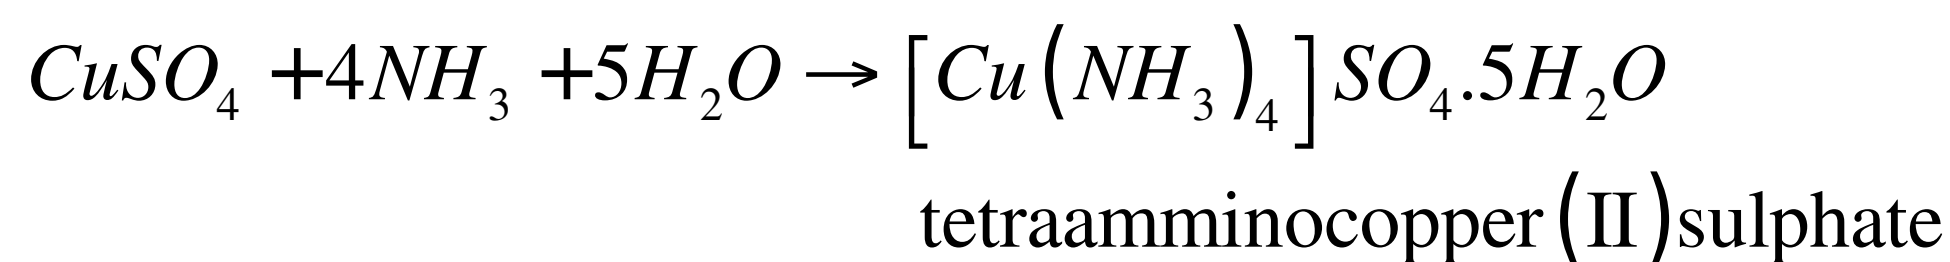 CuSO₄ +4NH₃ +5H₂O → [Cu(NH₃)₄]SO₄.5H₂O
tetraamminocopper(II)sulphate